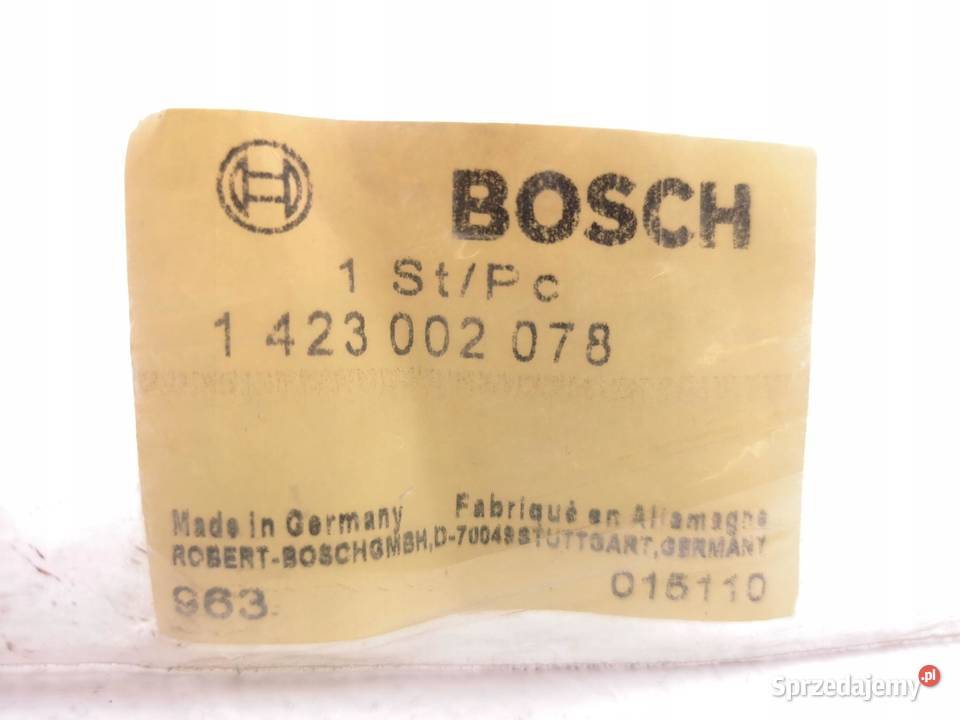 BOSCH
1 St/Pc
1 423 002 078
Made in Germany Fabriqué en Allemagne
ROBERT-BOSCHGMBH,D-70049STUTTGART,GERMANY
963 015110
Sprzedajemy.pl